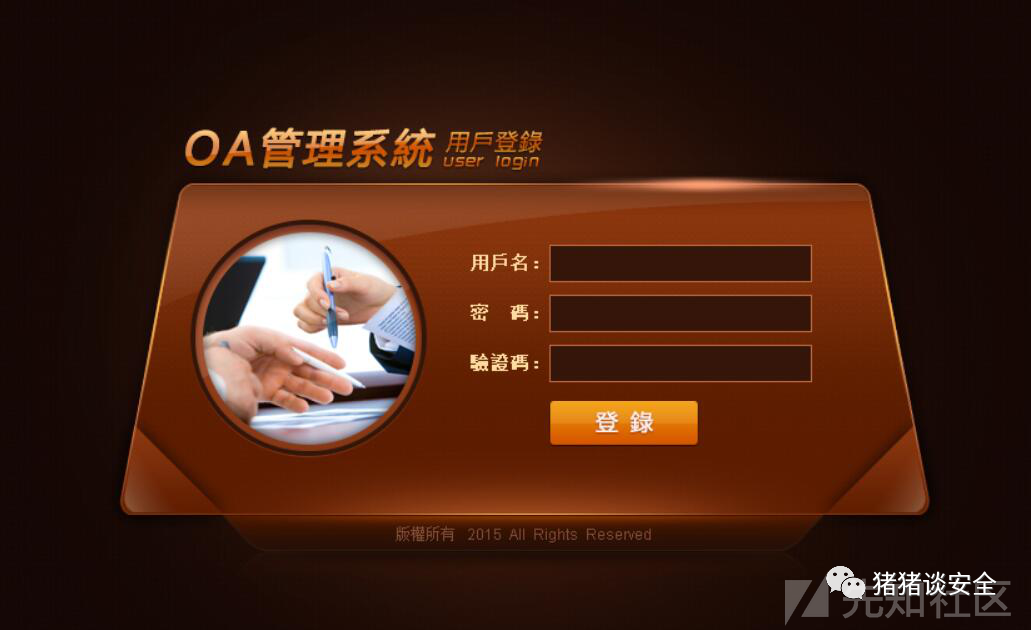 OA管理系統 用戶登錄
user login
用戶名:
密 碼:
驗證碼:
登 錄
版權所有 2015 All Rights Reserved
猪猪谈安全
先知社区